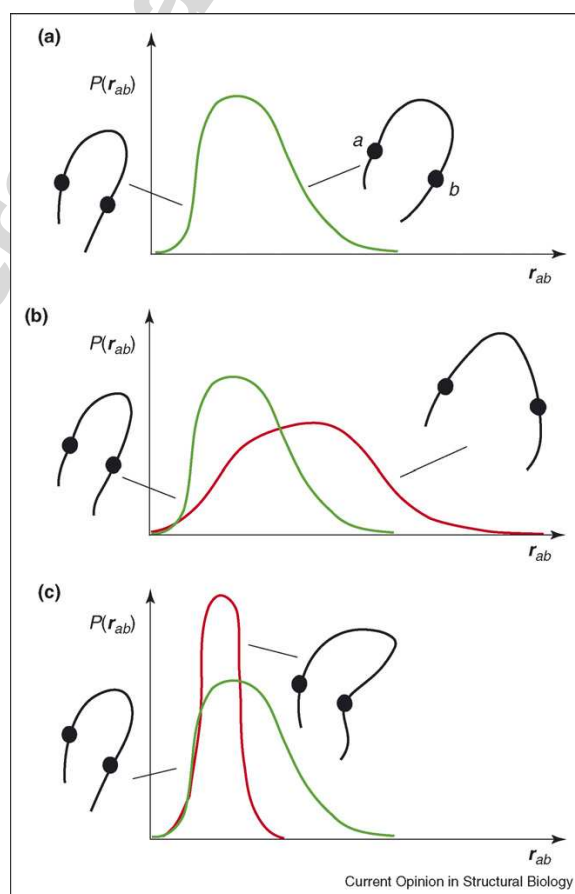 (a)
P(r_ab)
a
b
r_ab
(b)
P(r_ab)
r_ab
(c)
P(r_ab)
r_ab
Current Opinion in Structural Biology